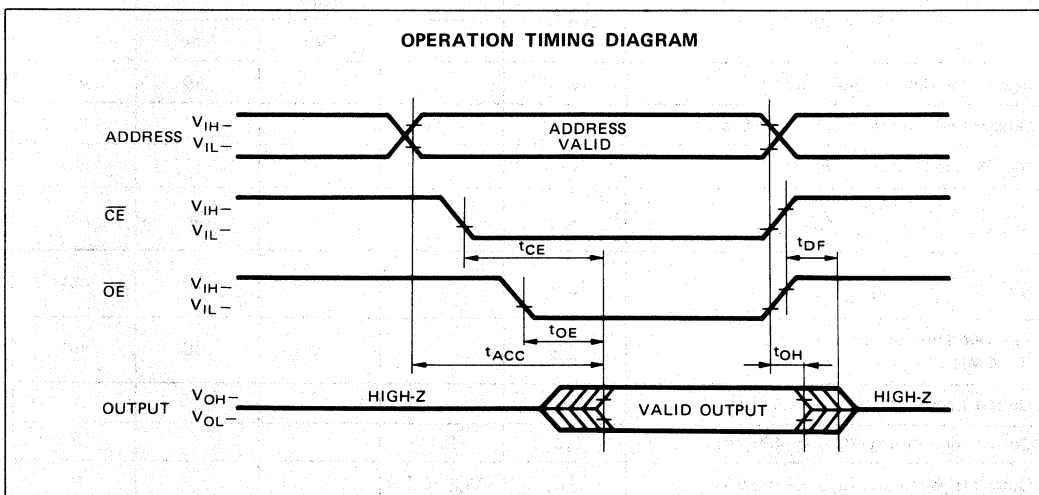 OPERATION TIMING DIAGRAM
ADDRESS
VIH–
VIL–
ADDRESS
VALID
CE
VIH–
VIL–
tCE
tDF
OE
VIH–
VIL–
tOE
tACC
tOH
OUTPUT
VOH–
VOL–
HIGH-Z
VALID OUTPUT
HIGH-Z